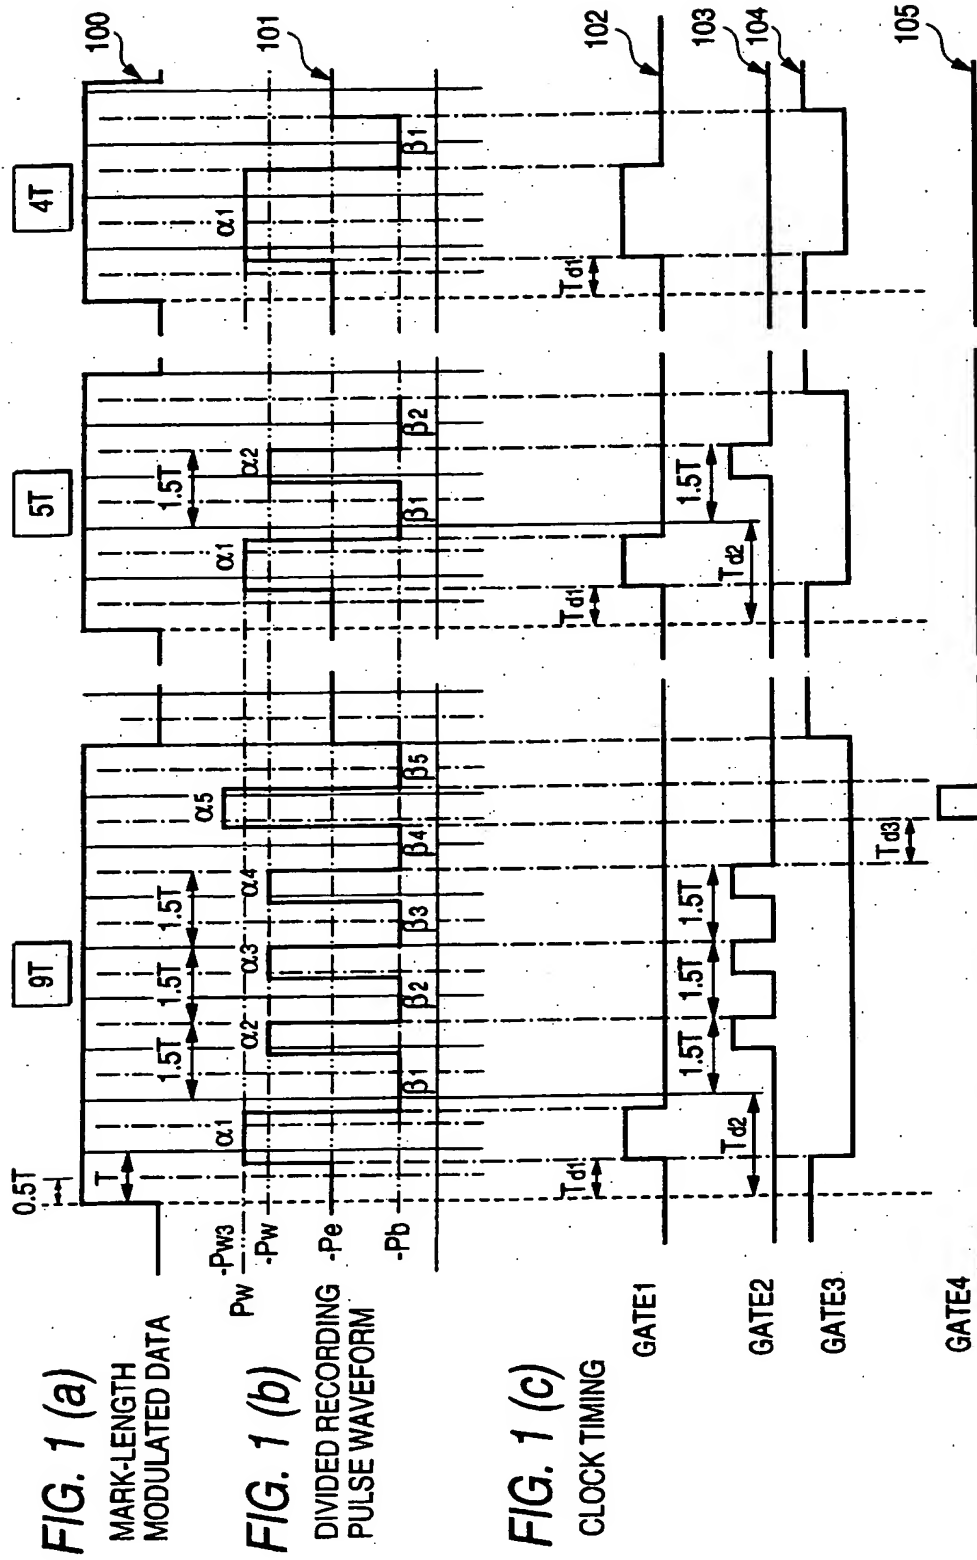 FIG. 1 (a)
MARK-LENGTH
MODULATED DATA
0.5T
T
9T
5T
4T
100
1.5T
1.5T
1.5T
1.5T
FIG. 1 (b)
DIVIDED RECORDING
PULSE WAVEFORM
-Pw3
Pw
-Pw
-Pe
-Pb
α1
α2
α3
α4
α5
β1
β2
β3
β4
β5
α1
α2
β1
β2
α1
β1
101
FIG. 1 (c)
CLOCK TIMING
GATE1
Td1
Td1
Td1
102
GATE2
Td2
1.5T
1.5T
1.5T
Td2
1.5T
103
GATE3
104
GATE4
Td3
105